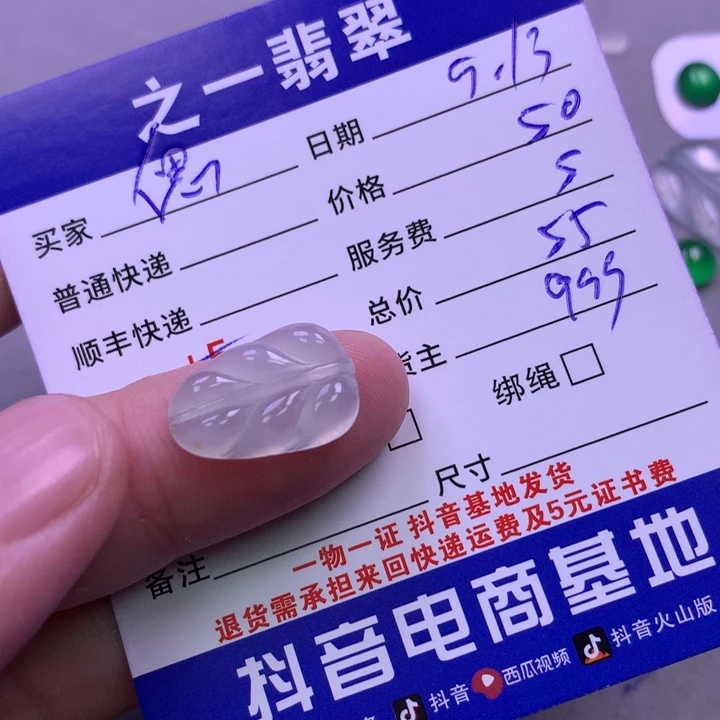 之一翡翠
买家
日期 9.13
普通快递
价格 50
顺丰快递
服务费 5
总价 55
货主 999
绑绳
尺寸
备注
一物一证 抖音基地发货
退货需承担来回快递运费及5元证书费
抖音电商基地
抖音 西瓜视频 抖音火山版